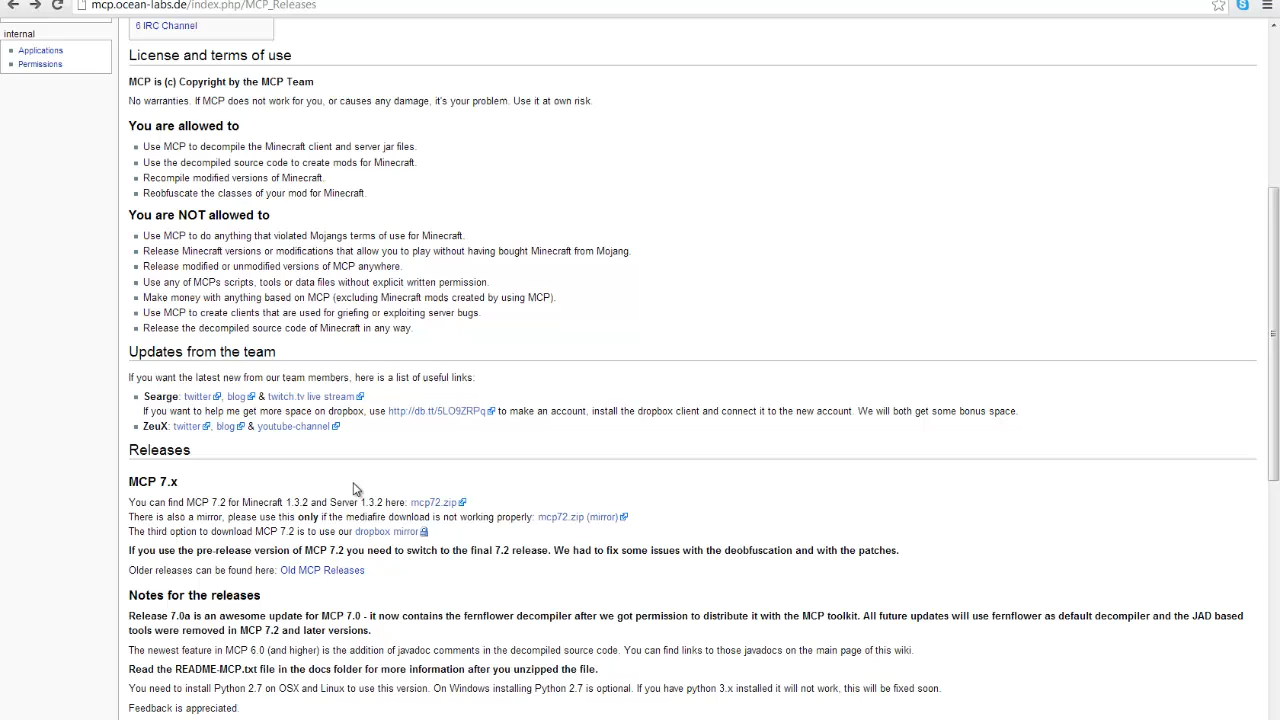 mcp.ocean-labs.de/index.php/MCP_Releases
6 IRC Channel
internal
Applications
Permissions
License and terms of use
MCP is (c) Copyright by the MCP Team
No warranties. If MCP does not work for you, or causes any damage, it's your problem. Use it at own risk.
You are allowed to
Use MCP to decompile the Minecraft client and server jar files.
Use the decompiled source code to create mods for Minecraft.
Recompile modified versions of Minecraft.
Reobfuscate the classes of your mod for Minecraft.
You are NOT allowed to
Use MCP to do anything that violated Mojangs terms of use for Minecraft.
Release Minecraft versions or modifications that allow you to play without having bought Minecraft from Mojang.
Release modified or unmodified versions of MCP anywhere.
Use any of MCPs scripts, tools or data files without explicit written permission.
Make money with anything based on MCP (excluding Minecraft mods created by using MCP).
Use MCP to create clients that are used for griefing or exploiting server bugs.
Release the decompiled source code of Minecraft in any way.
Updates from the team
If you want the latest new from our team members, here is a list of useful links:
Searge: twitter, blog & twitch.tv live stream
If you want to help me get more space on dropbox, use http://db.tt/5LO9ZRPq to make an account, install the dropbox client and connect it to the new account. We will both get some bonus space.
ZeuX: twitter, blog & youtube-channel
Releases
MCP 7.x
You can find MCP 7.2 for Minecraft 1.3.2 and Server 1.3.2 here: mcp72.zip
There is also a mirror, please use this only if the mediafire download is not working properly: mcp72.zip (mirror)
The third option to download MCP 7.2 is to use our dropbox mirror
If you use the pre-release version of MCP 7.2 you need to switch to the final 7.2 release. We had to fix some issues with the deobfuscation and with the patches.
Older releases can be found here: Old MCP Releases
Notes for the releases
Release 7.0a is an awesome update for MCP 7.0 - it now contains the fernflower decompiler after we got permission to distribute it with the MCP toolkit. All future updates will use fernflower as default decompiler and the JAD based
tools were removed in MCP 7.2 and later versions.
The newest feature in MCP 6.0 (and higher) is the addition of javadoc comments in the decompiled source code. You can find links to those javadocs on the main page of this wiki.
Read the README-MCP.txt file in the docs folder for more information after you unzipped the file.
You need to install Python 2.7 on OSX and Linux to use this version. On Windows installing Python 2.7 is optional. If you have python 3.x installed it will not work, this will be fixed soon.
Feedback is appreciated.